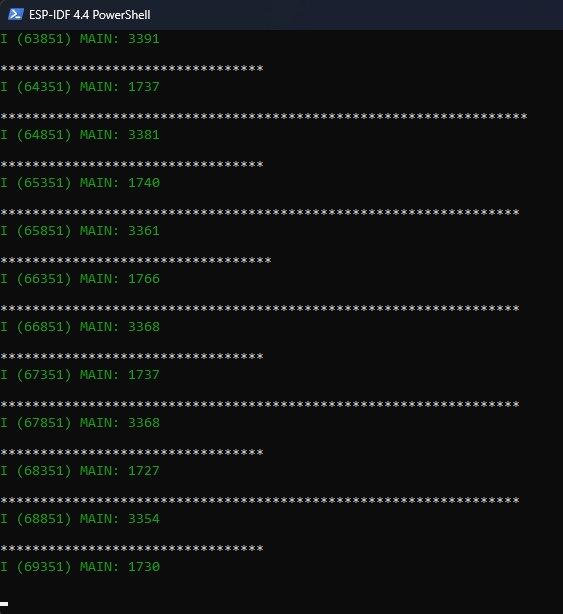 ESP-IDF 4.4 PowerShell
I (63851) MAIN: 3391
*********************************
I (64351) MAIN: 1737
******************************************************************
I (64851) MAIN: 3381
*********************************
I (65351) MAIN: 1740
*****************************************************************
I (65851) MAIN: 3361
**********************************
I (66351) MAIN: 1766
*****************************************************************
I (66851) MAIN: 3368
*********************************
I (67351) MAIN: 1737
*****************************************************************
I (67851) MAIN: 3368
*********************************
I (68351) MAIN: 1727
*****************************************************************
I (68851) MAIN: 3354
*********************************
I (69351) MAIN: 1730